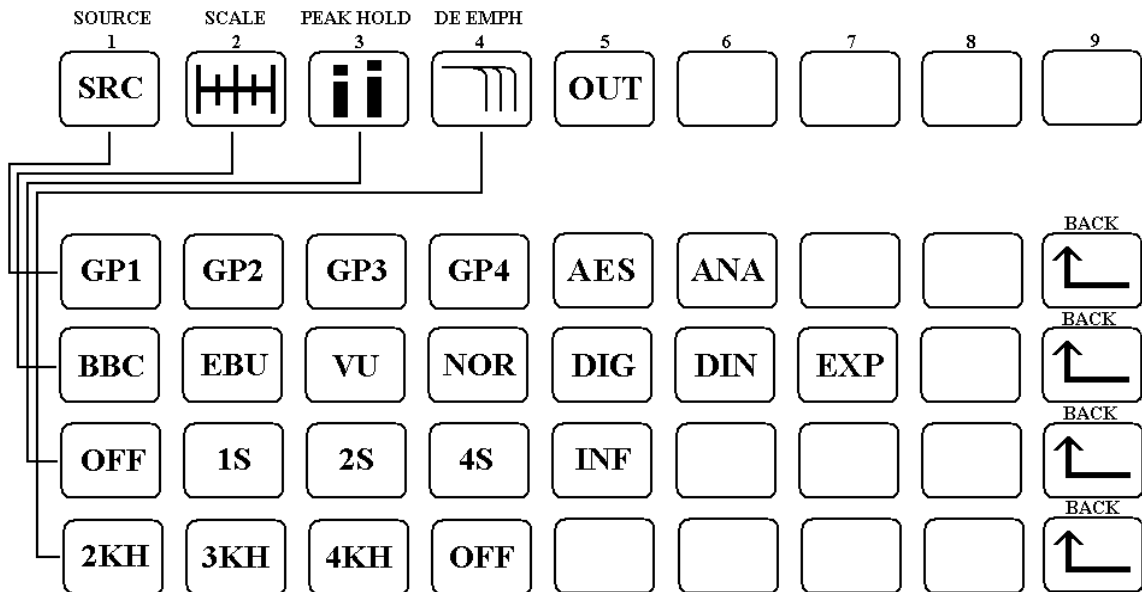 SOURCE SCALE PEAK HOLD DE EMPH
1 2 3 4 5 6 7 8 9
SRC OUT
BACK
GP1 GP2 GP3 GP4 AES ANA
BACK
BBC EBU VU NOR DIG DIN EXP
BACK
OFF 1S 2S 4S INF
BACK
2KH 3KH 4KH OFF